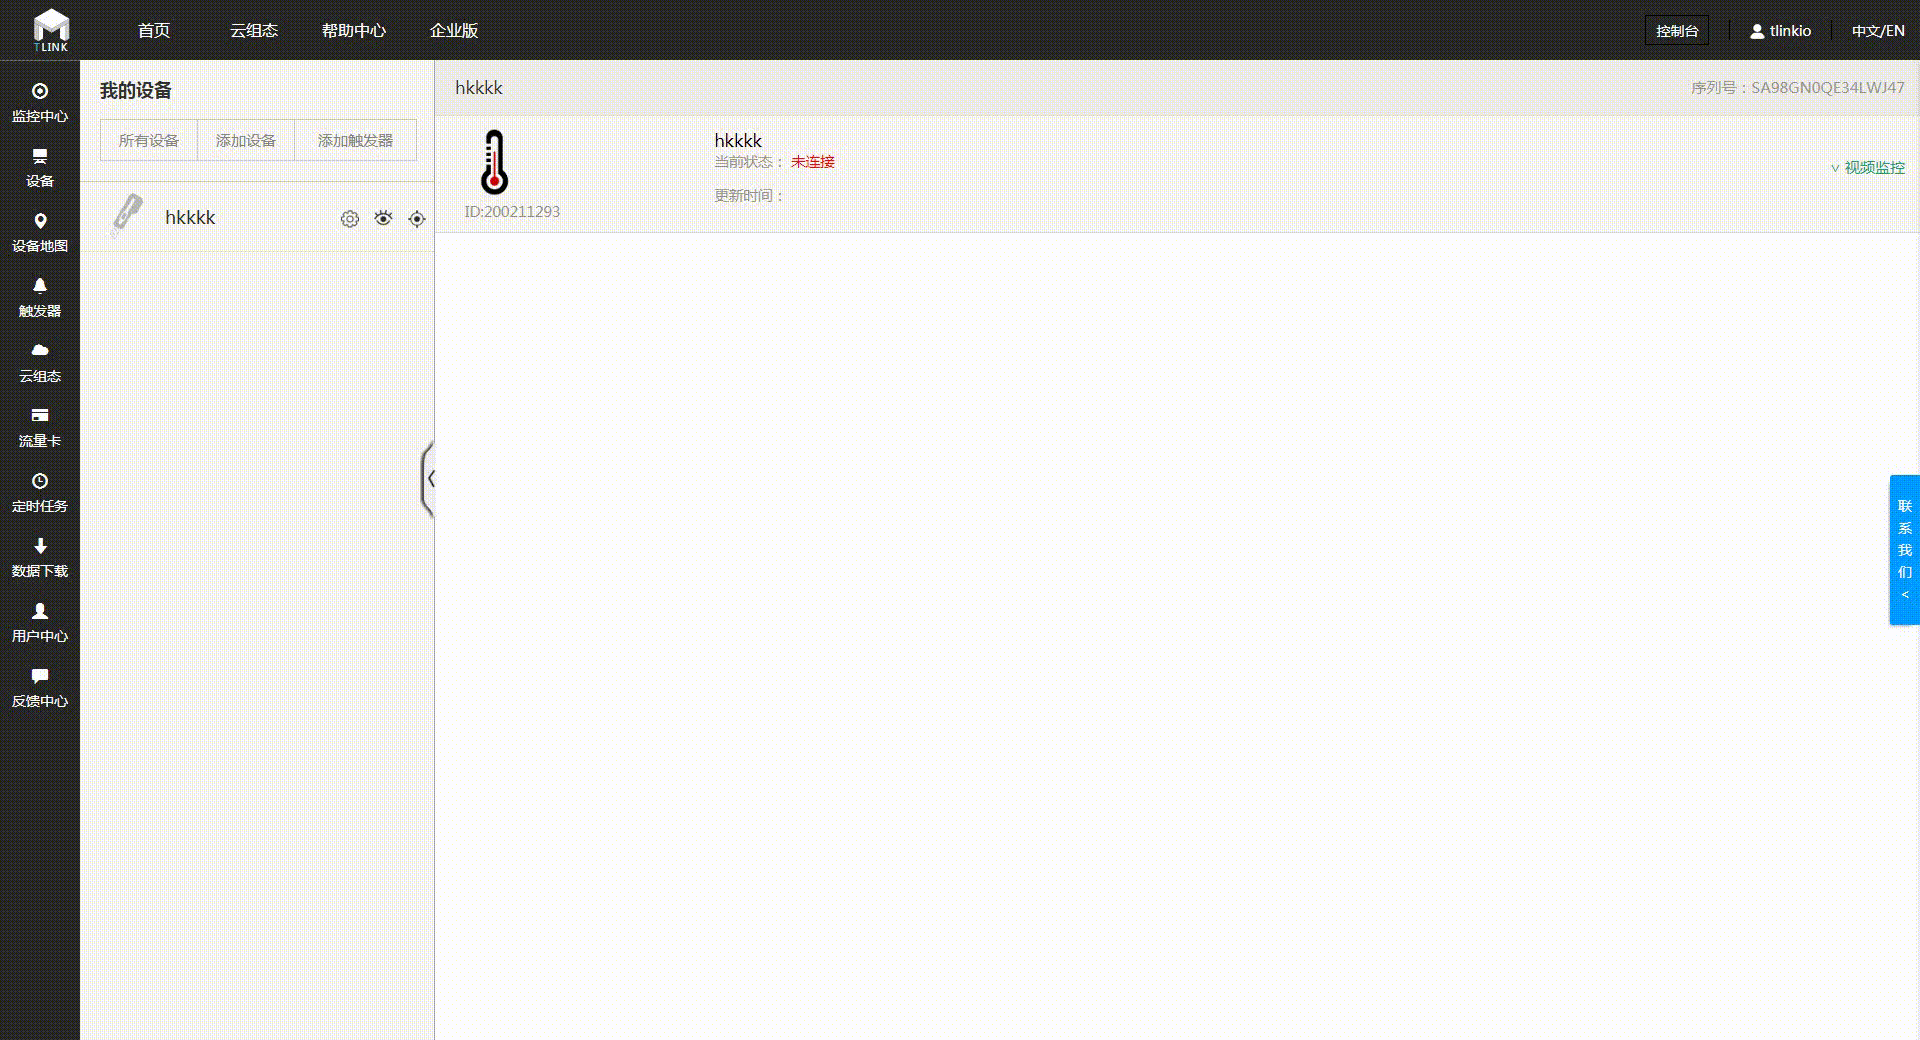 TLINK
首页 云组态 帮助中心 企业版
控制台 tlinkio 中文/EN
监控中心
设备
设备地图
触发器
云组态
流量卡
定时任务
数据下载
用户中心
反馈中心
我的设备
所有设备 添加设备 添加触发器
hkkkk
hkkkk
序列号：SA98GN0QE34LWJ47
hkkkk
当前状态： 未连接
更新时间：
ID:200211293
∨ 视频监控
联
系
我
们
<